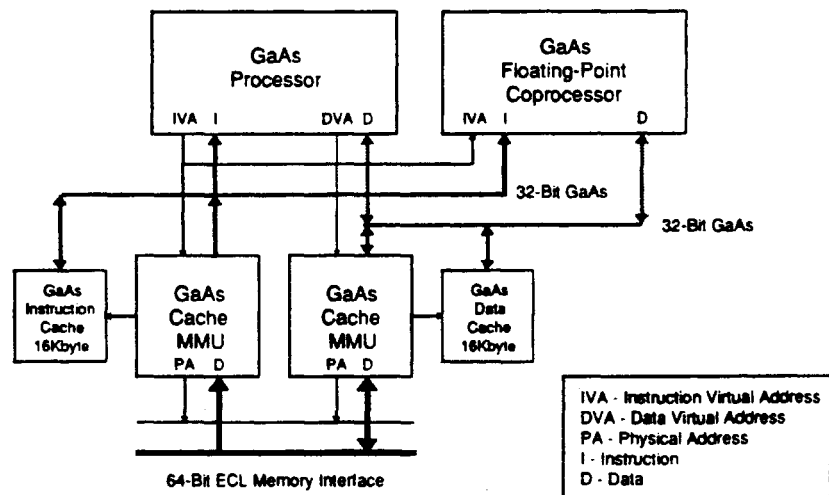 GaAs
Processor
IVA I DVA D
GaAs
Floating-Point
Coprocessor
IVA I D
32-Bit GaAs
32-Bit GaAs
GaAs
Instruction
Cache
16Kbyte
GaAs
Cache
MMU
PA D
GaAs
Cache
MMU
PA D
GaAs
Data
Cache
16Kbyte
64-Bit ECL Memory Interface
IVA - Instruction Virtual Address
DVA - Data Virtual Address
PA - Physical Address
I - Instruction
D - Data